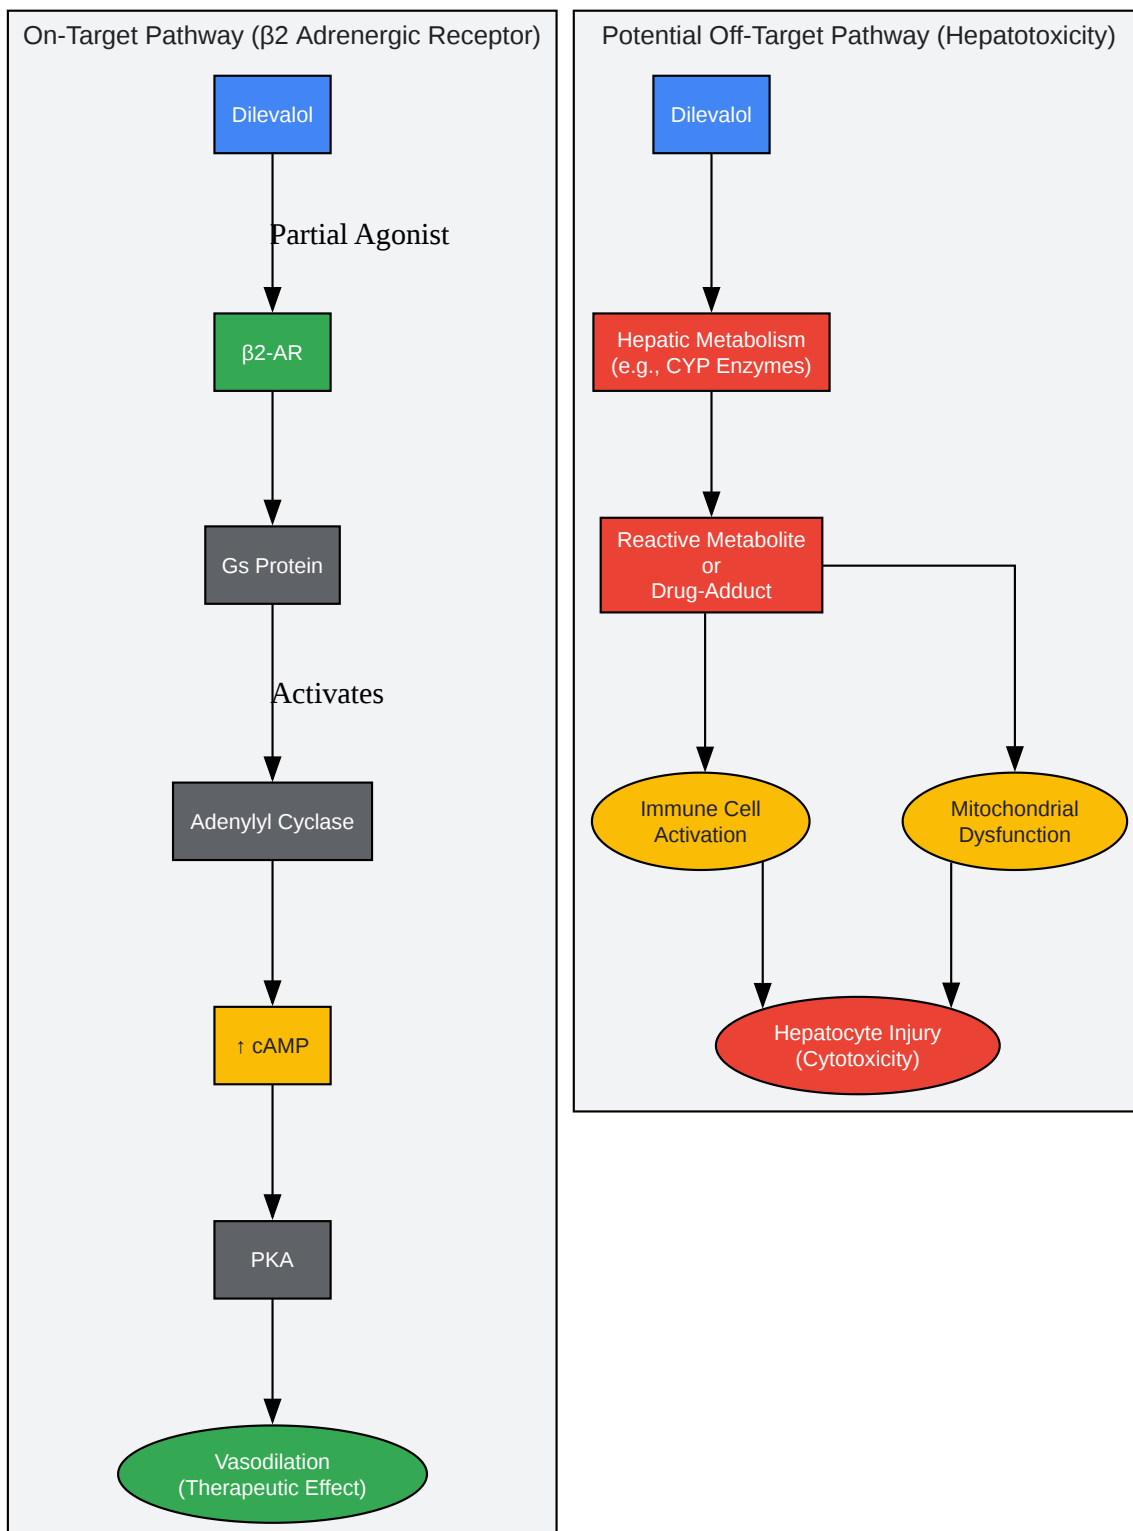 On-Target Pathway (β2 Adrenergic Receptor)
Dilevalol
Partial Agonist
β2-AR
Gs Protein
Activates
Adenylyl Cyclase
↑ cAMP
PKA
Vasodilation
(Therapeutic Effect)
Potential Off-Target Pathway (Hepatotoxicity)
Dilevalol
Hepatic Metabolism
(e.g., CYP Enzymes)
Reactive Metabolite
or
Drug-Adduct
Immune Cell
Activation
Mitochondrial
Dysfunction
Hepatocyte Injury
(Cytotoxicity)